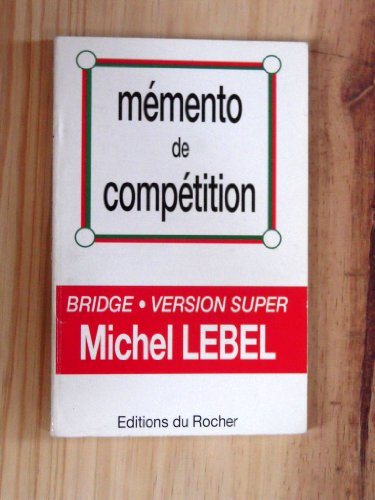 mémento
de
compétition
BRIDGE • VERSION SUPER
Michel LEBEL
Editions du Rocher